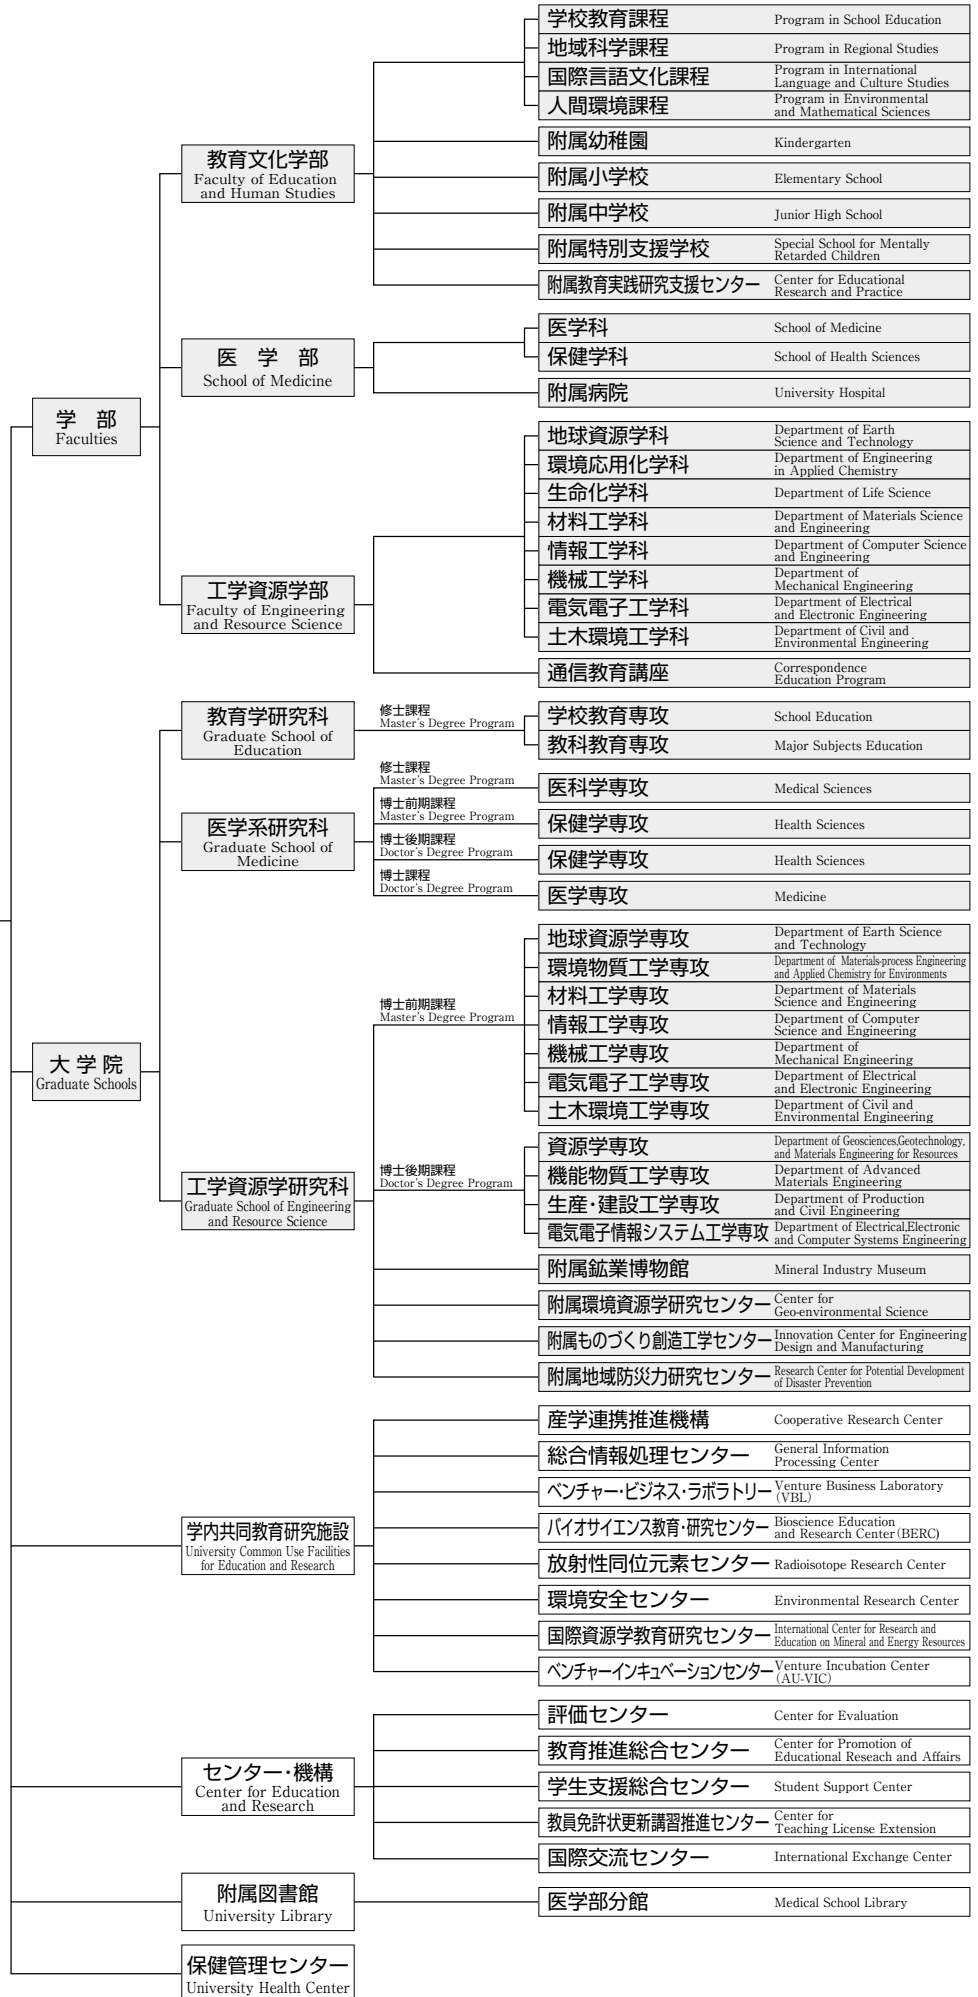 学部
Faculties
教育文化学部
Faculty of Education
and Human Studies
学校教育課程
Program in School Education
地域科学課程
Program in Regional Studies
国際言語文化課程
Program in International
Language and Culture Studies
人間環境課程
Program in Environmental
and Mathematical Sciences
附属幼稚園
Kindergarten
附属小学校
Elementary School
附属中学校
Junior High School
附属特別支援学校
Special School for Mentally
Retarded Children
附属教育実践研究支援センター
Center for Educational
Research and Practice
医学部
School of Medicine
医学科
School of Medicine
保健学科
School of Health Sciences
附属病院
University Hospital
工学資源学部
Faculty of Engineering
and Resource Science
地球資源学科
Department of Earth
Science and Technology
環境応用化学科
Department of Engineering
in Applied Chemistry
生命化学科
Department of Life Science
材料工学科
Department of Materials Science
and Engineering
情報工学科
Department of Computer Science
and Engineering
機械工学科
Department of
Mechanical Engineering
電気電子工学科
Department of Electrical
and Electronic Engineering
土木環境工学科
Department of Civil and
Environmental Engineering
通信教育講座
Correspondence
Education Program
大学院
Graduate Schools
教育学研究科
Graduate School of
Education
修士課程
Master's Degree Program
学校教育専攻
School Education
教科教育専攻
Major Subjects Education
医学系研究科
Graduate School of
Medicine
修士課程
Master's Degree Program
医科学専攻
Medical Sciences
博士前期課程
Master's Degree Program
保健学専攻
Health Sciences
博士後期課程
Doctor's Degree Program
保健学専攻
Health Sciences
博士課程
Doctor's Degree Program
医学専攻
Medicine
工学資源学研究科
Graduate School of Engineering
and Resource Science
博士前期課程
Master's Degree Program
地球資源学専攻
Department of Earth Science
and Technology
環境物質工学専攻
Department of Materials-process Engineering
and Applied Chemistry for Environments
材料工学専攻
Department of Materials
Science and Engineering
情報工学専攻
Department of Computer
Science and Engineering
機械工学専攻
Department of
Mechanical Engineering
電気電子工学専攻
Department of Electrical
and Electronic Engineering
土木環境工学専攻
Department of Civil and
Environmental Engineering
博士後期課程
Doctor's Degree Program
資源学専攻
Department of Geosciences,Geotechnology,
and Materials Engineering for Resources
機能物質工学専攻
Department of Advanced
Materials Engineering
生産・建設工学専攻
Department of Production
and Civil Engineering
電気電子情報システム工学専攻
Department of Electrical,Electronic
and Computer Systems Engineering
附属鉱業博物館
Mineral Industry Museum
附属環境資源学研究センター
Center for
Geo-environmental Science
附属ものづくり創造工学センター
Innovation Center for Engineering
Design and Manufacturing
附属地域防災力研究センター
Research Center for Potential Development
of Disaster Prevention
学内共同教育研究施設
University Common Use Facilities
for Education and Research
産学連携推進機構
Cooperative Research Center
総合情報処理センター
General Information
Processing Center
ベンチャー・ビジネス・ラボラトリー
Venture Business Laboratory
(VBL)
バイオサイエンス教育・研究センター
Bioscience Education
and Research Center(BERC)
放射性同位元素センター
Radioisotope Research Center
環境安全センター
Environmental Research Center
国際資源学教育研究センター
International Center for Research and
Education on Mineral and Energy Resources
ベンチャーインキュベーションセンター
Venture Incubation Center
(AU-VIC)
センター・機構
Center for Education
and Research
評価センター
Center for Evaluation
教育推進総合センター
Center for Promotion of
Educational Reseach and Affairs
学生支援総合センター
Student Support Center
教員免許状更新講習推進センター
Center for
Teaching License Extension
国際交流センター
International Exchange Center
附属図書館
University Library
医学部分館
Medical School Library
保健管理センター
University Health Center